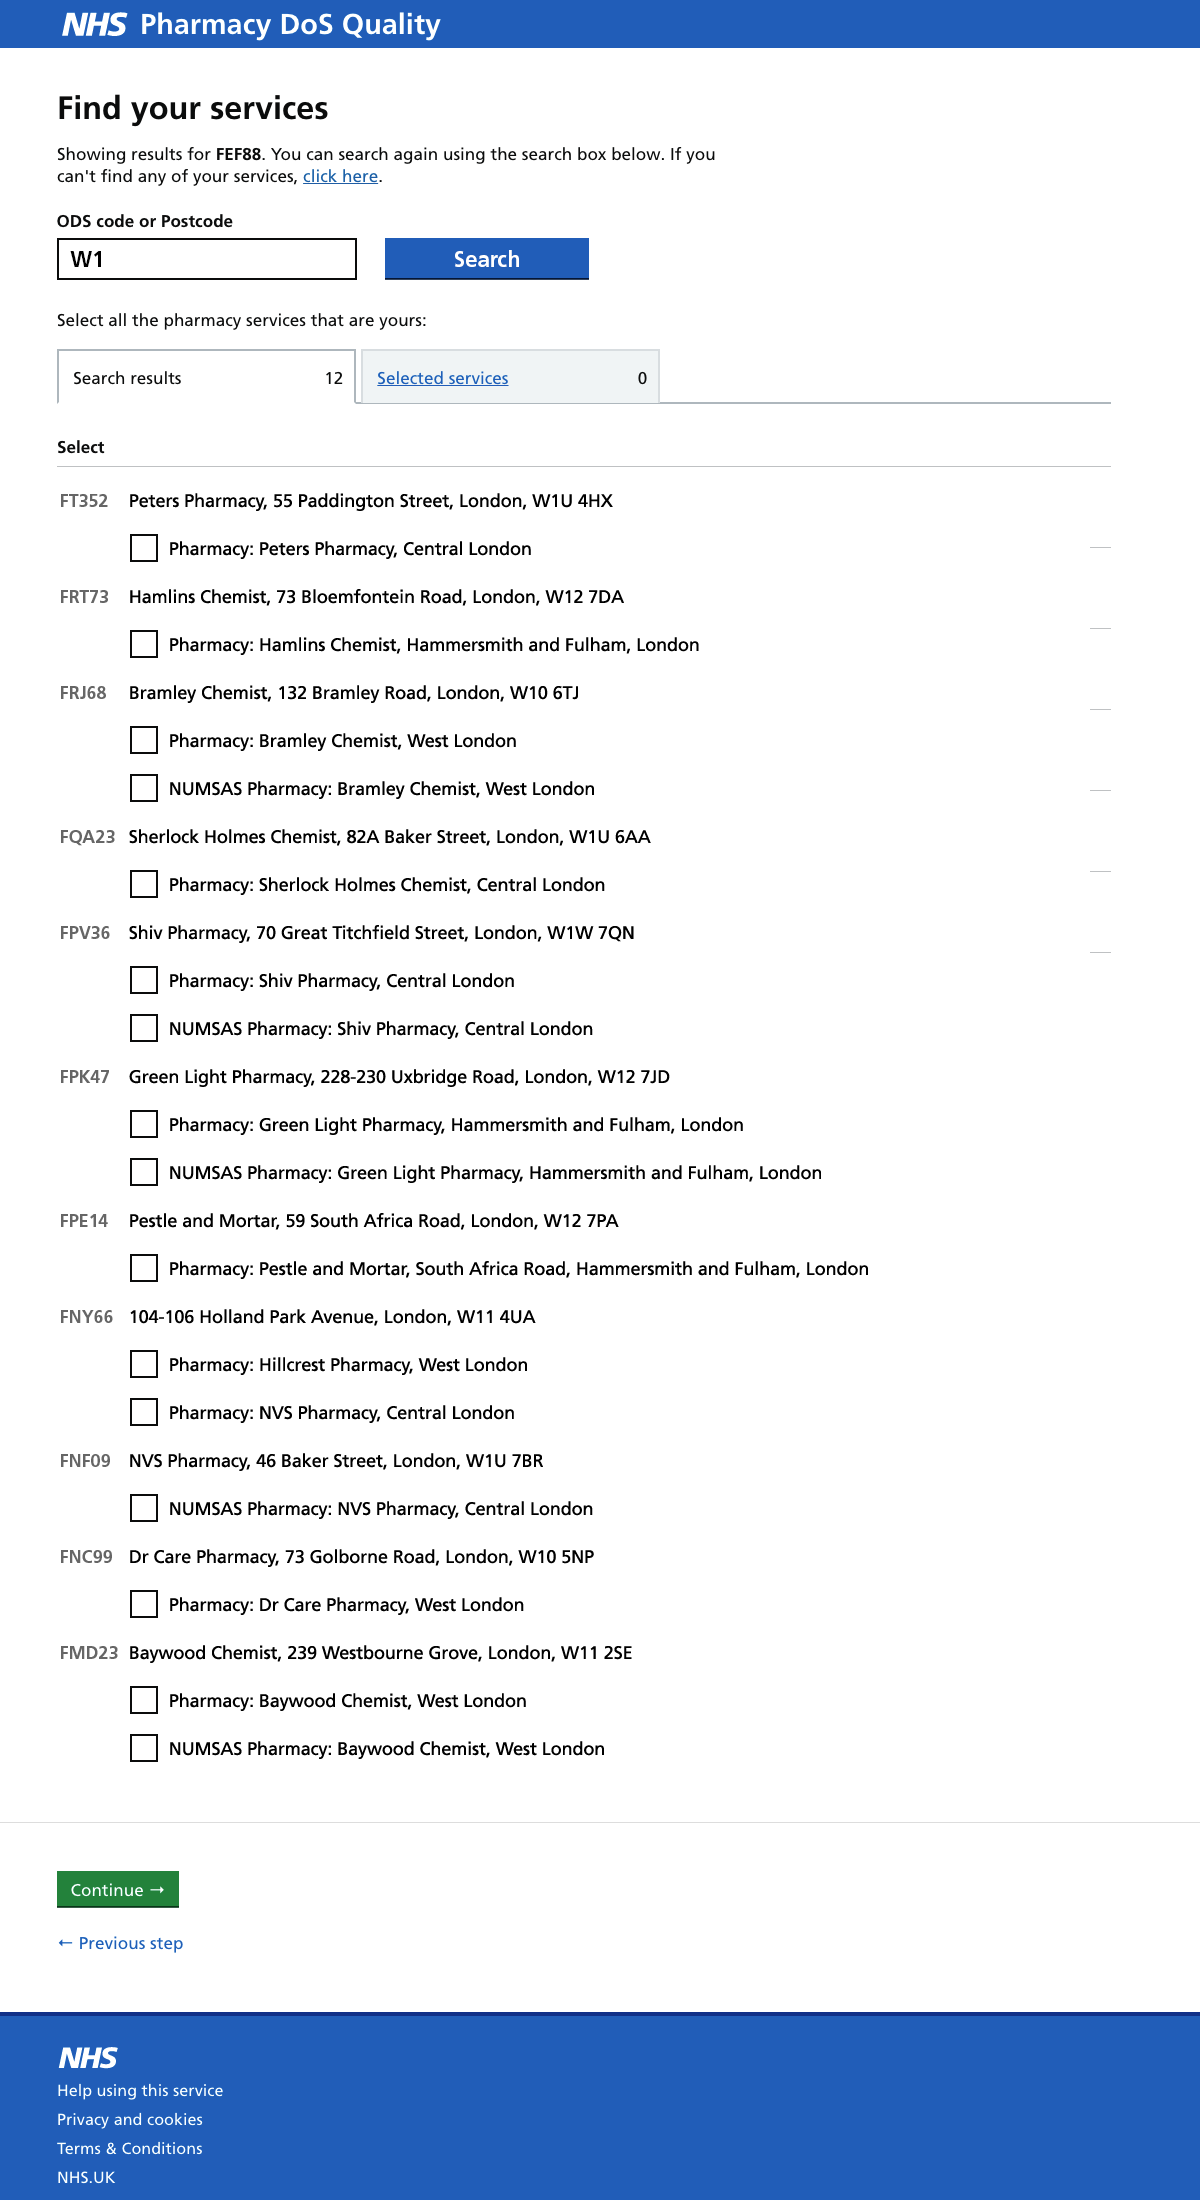 NHS Pharmacy DoS Quality
Find your services
Showing results for FEF88. You can search again using the search box below. If you
can't find any of your services, click here.
ODS code or Postcode
W1 Search
Select all the pharmacy services that are yours:
Search results 12 Selected services 0
Select
FT352 Peters Pharmacy, 55 Paddington Street, London, W1U 4HX
Pharmacy: Peters Pharmacy, Central London
FRT73 Hamlins Chemist, 73 Bloemfontein Road, London, W12 7DA
Pharmacy: Hamlins Chemist, Hammersmith and Fulham, London
FRJ68 Bramley Chemist, 132 Bramley Road, London, W10 6TJ
Pharmacy: Bramley Chemist, West London
NUMSAS Pharmacy: Bramley Chemist, West London
FQA23 Sherlock Holmes Chemist, 82A Baker Street, London, W1U 6AA
Pharmacy: Sherlock Holmes Chemist, Central London
FPV36 Shiv Pharmacy, 70 Great Titchfield Street, London, W1W 7QN
Pharmacy: Shiv Pharmacy, Central London
NUMSAS Pharmacy: Shiv Pharmacy, Central London
FPK47 Green Light Pharmacy, 228-230 Uxbridge Road, London, W12 7JD
Pharmacy: Green Light Pharmacy, Hammersmith and Fulham, London
NUMSAS Pharmacy: Green Light Pharmacy, Hammersmith and Fulham, London
FPE14 Pestle and Mortar, 59 South Africa Road, London, W12 7PA
Pharmacy: Pestle and Mortar, South Africa Road, Hammersmith and Fulham, London
FNY66 104-106 Holland Park Avenue, London, W11 4UA
Pharmacy: Hillcrest Pharmacy, West London
Pharmacy: NVS Pharmacy, Central London
FNF09 NVS Pharmacy, 46 Baker Street, London, W1U 7BR
NUMSAS Pharmacy: NVS Pharmacy, Central London
FNC99 Dr Care Pharmacy, 73 Golborne Road, London, W10 5NP
Pharmacy: Dr Care Pharmacy, West London
FMD23 Baywood Chemist, 239 Westbourne Grove, London, W11 2SE
Pharmacy: Baywood Chemist, West London
NUMSAS Pharmacy: Baywood Chemist, West London
Continue →
← Previous step
NHS
Help using this service
Privacy and cookies
Terms & Conditions
NHS.UK